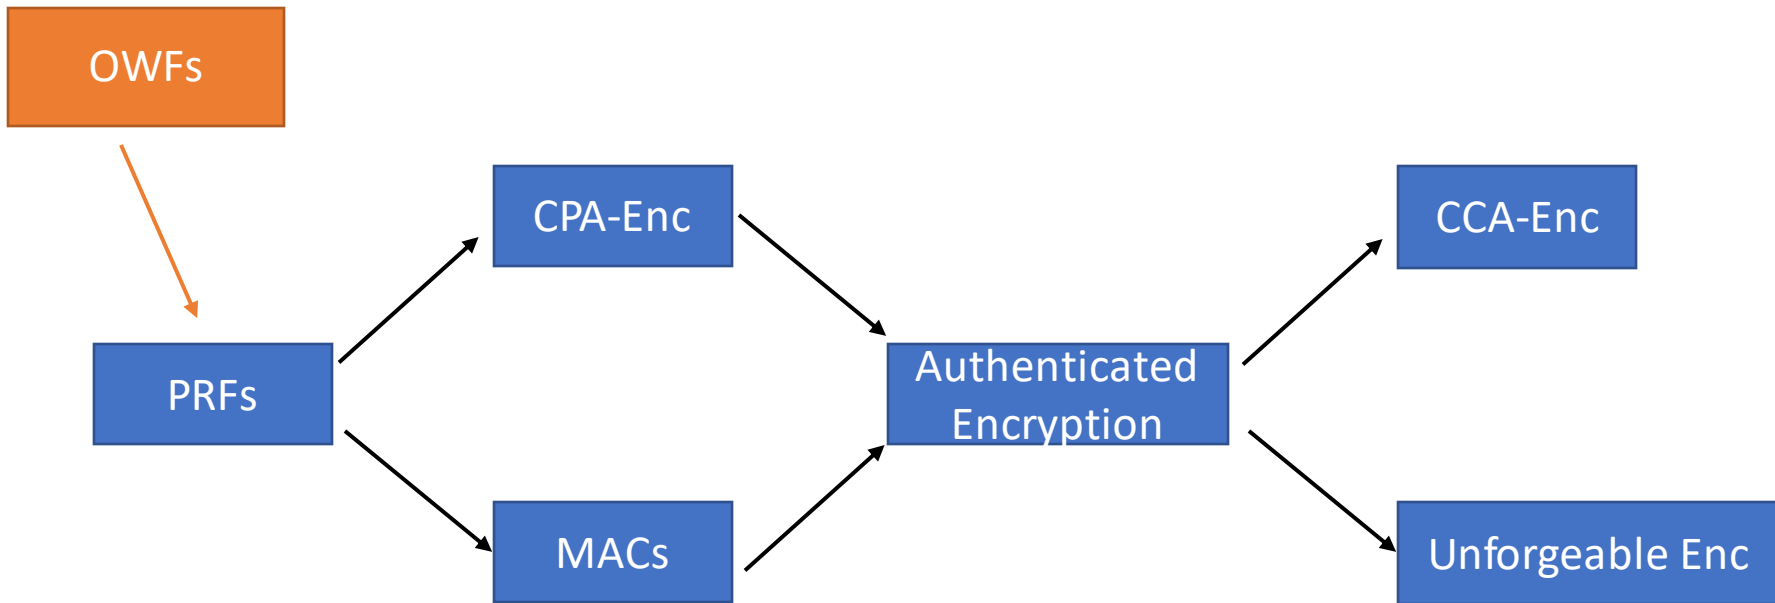 OWFs
CPA-Enc
CCA-Enc
PRFs
Authenticated
Encryption
MACs
Unforgeable Enc